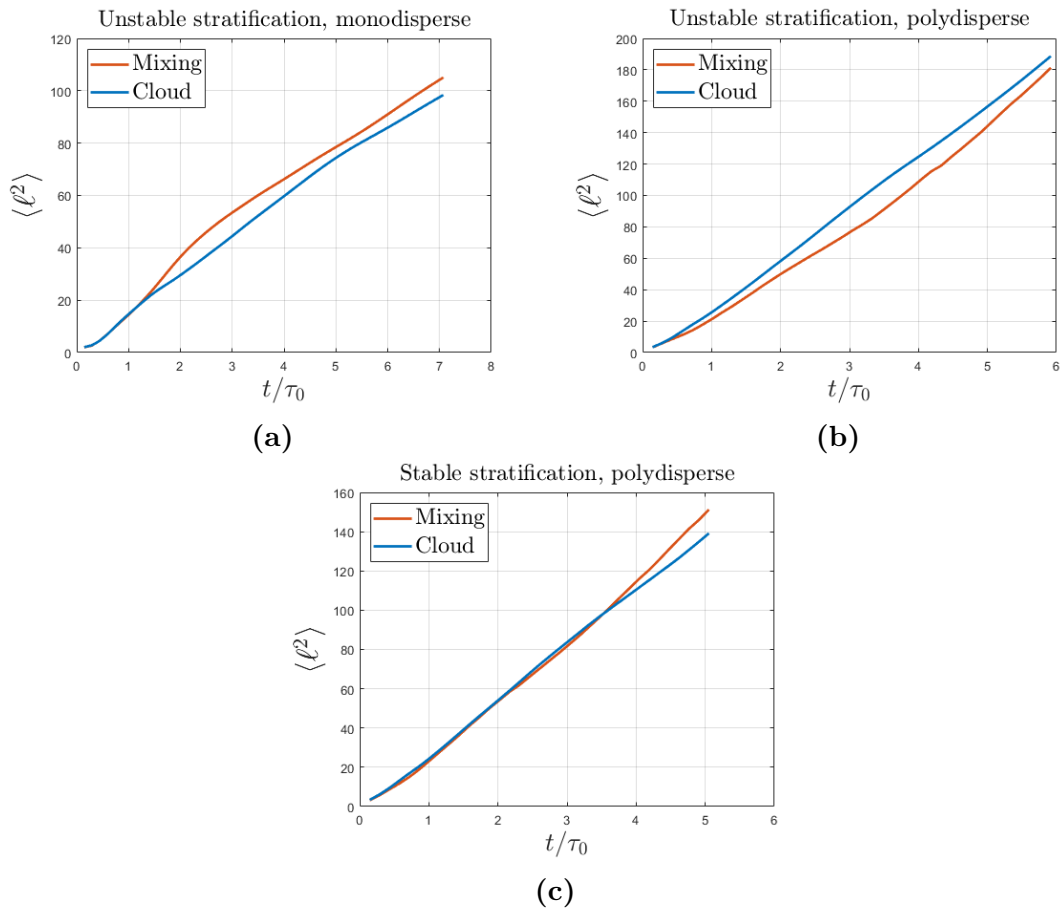 Unstable stratification, monodisperse
120
100
80
60
40
20
0
⟨ℓ²⟩
Mixing
Cloud
0 1 2 3 4 5 6 7 8
t/τ₀
(a)
Unstable stratification, polydisperse
200
180
160
140
120
100
80
60
40
20
0
⟨ℓ²⟩
Mixing
Cloud
0 1 2 3 4 5 6
t/τ₀
(b)
Stable stratification, polydisperse
160
140
120
100
80
60
40
20
0
⟨ℓ²⟩
Mixing
Cloud
0 1 2 3 4 5 6
t/τ₀
(c)